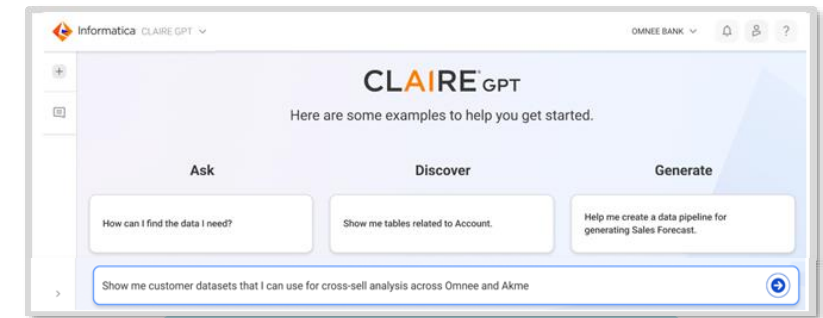 Informatica CLAIRE GPT
OMNEE BANK
?
CLAIRE GPT
Here are some examples to help you get started.
Ask
Discover
Generate
How can I find the data I need?
Show me tables related to Account.
Help me create a data pipeline for
generating Sales Forecast.
Show me customer datasets that I can use for cross-sell analysis across Omnee and Akme